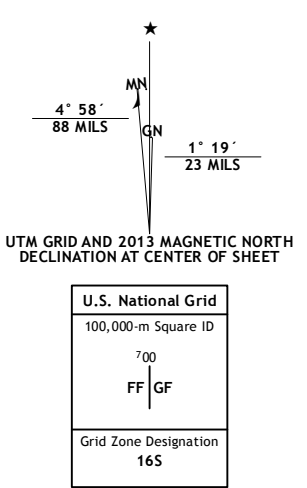 ★
MN
4° 58´
88 MILS
GN
1° 19´
23 MILS
UTM GRID AND 2013 MAGNETIC NORTH
DECLINATION AT CENTER OF SHEET
U.S. National Grid
100,000-m Square ID
⁷00
FF GF
Grid Zone Designation
16S